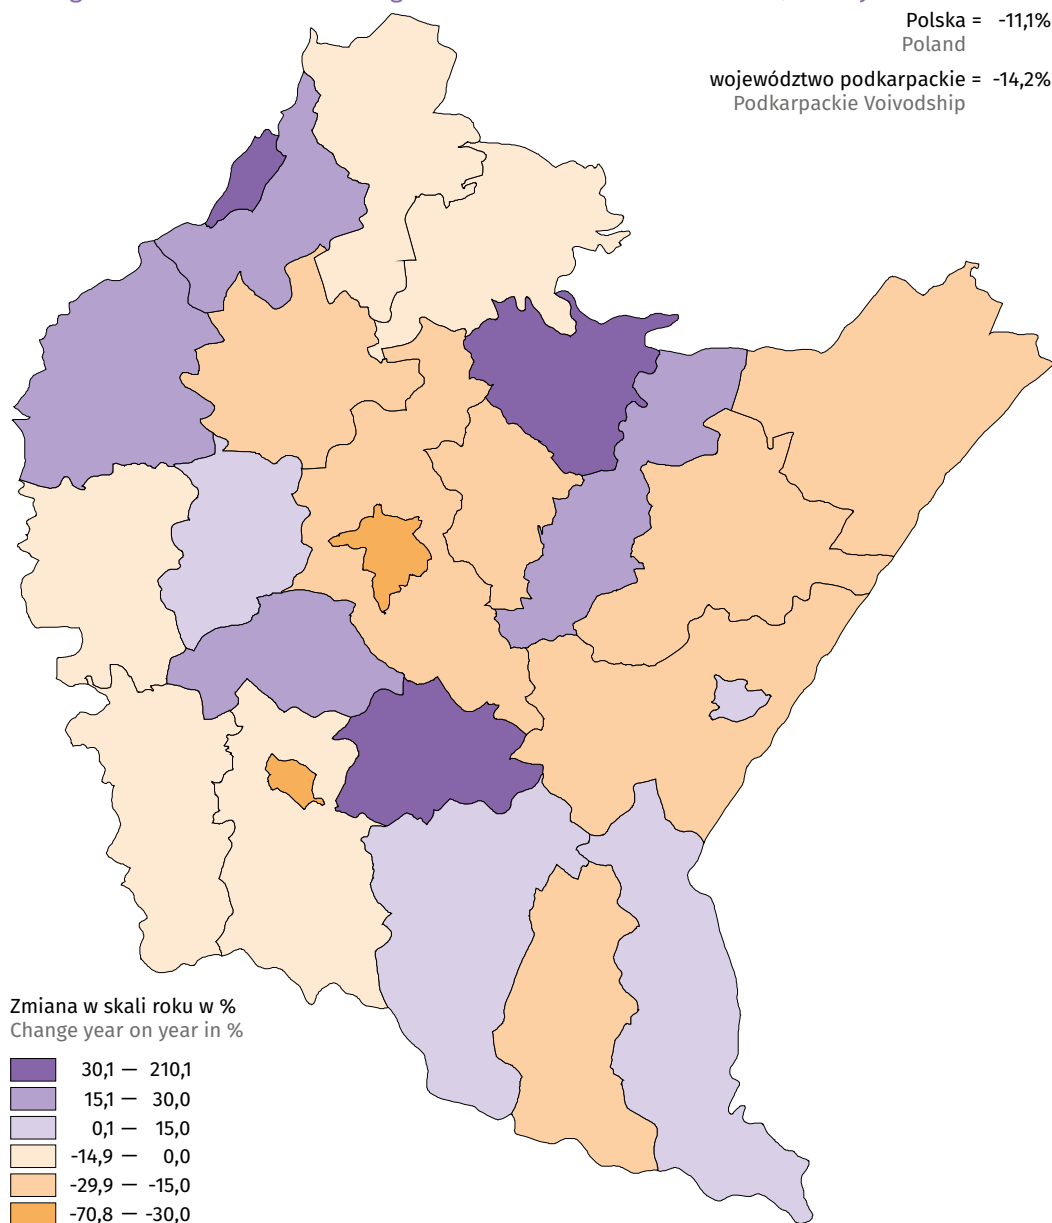 Polska = -11,1%
Poland
województwo podkarpackie = -14,2%
Podkarpackie Voivodship
Zmiana w skali roku w %
Change year on year in %
30,1 — 210,1
15,1 — 30,0
0,1 — 15,0
-14,9 — 0,0
-29,9 — -15,0
-70,8 — -30,0